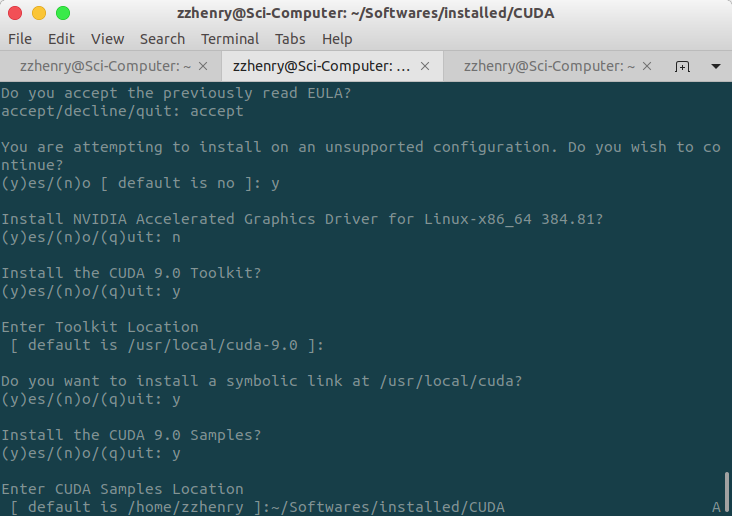 zzhenry@Sci-Computer: ~/Softwares/installed/CUDA
File Edit View Search Terminal Tabs Help
zzhenry@Sci-Computer: ~ × zzhenry@Sci-Computer: ... × zzhenry@Sci-Computer: ~ ×
Do you accept the previously read EULA?
accept/decline/quit: accept
You are attempting to install on an unsupported configuration. Do you wish to co
ntinue?
(y)es/(n)o [ default is no ]: y
Install NVIDIA Accelerated Graphics Driver for Linux-x86_64 384.81?
(y)es/(n)o/(q)uit: n
Install the CUDA 9.0 Toolkit?
(y)es/(n)o/(q)uit: y
Enter Toolkit Location
[ default is /usr/local/cuda-9.0 ]:
Do you want to install a symbolic link at /usr/local/cuda?
(y)es/(n)o/(q)uit: y
Install the CUDA 9.0 Samples?
(y)es/(n)o/(q)uit: y
Enter CUDA Samples Location
[ default is /home/zzhenry ]:~/Softwares/installed/CUDA A